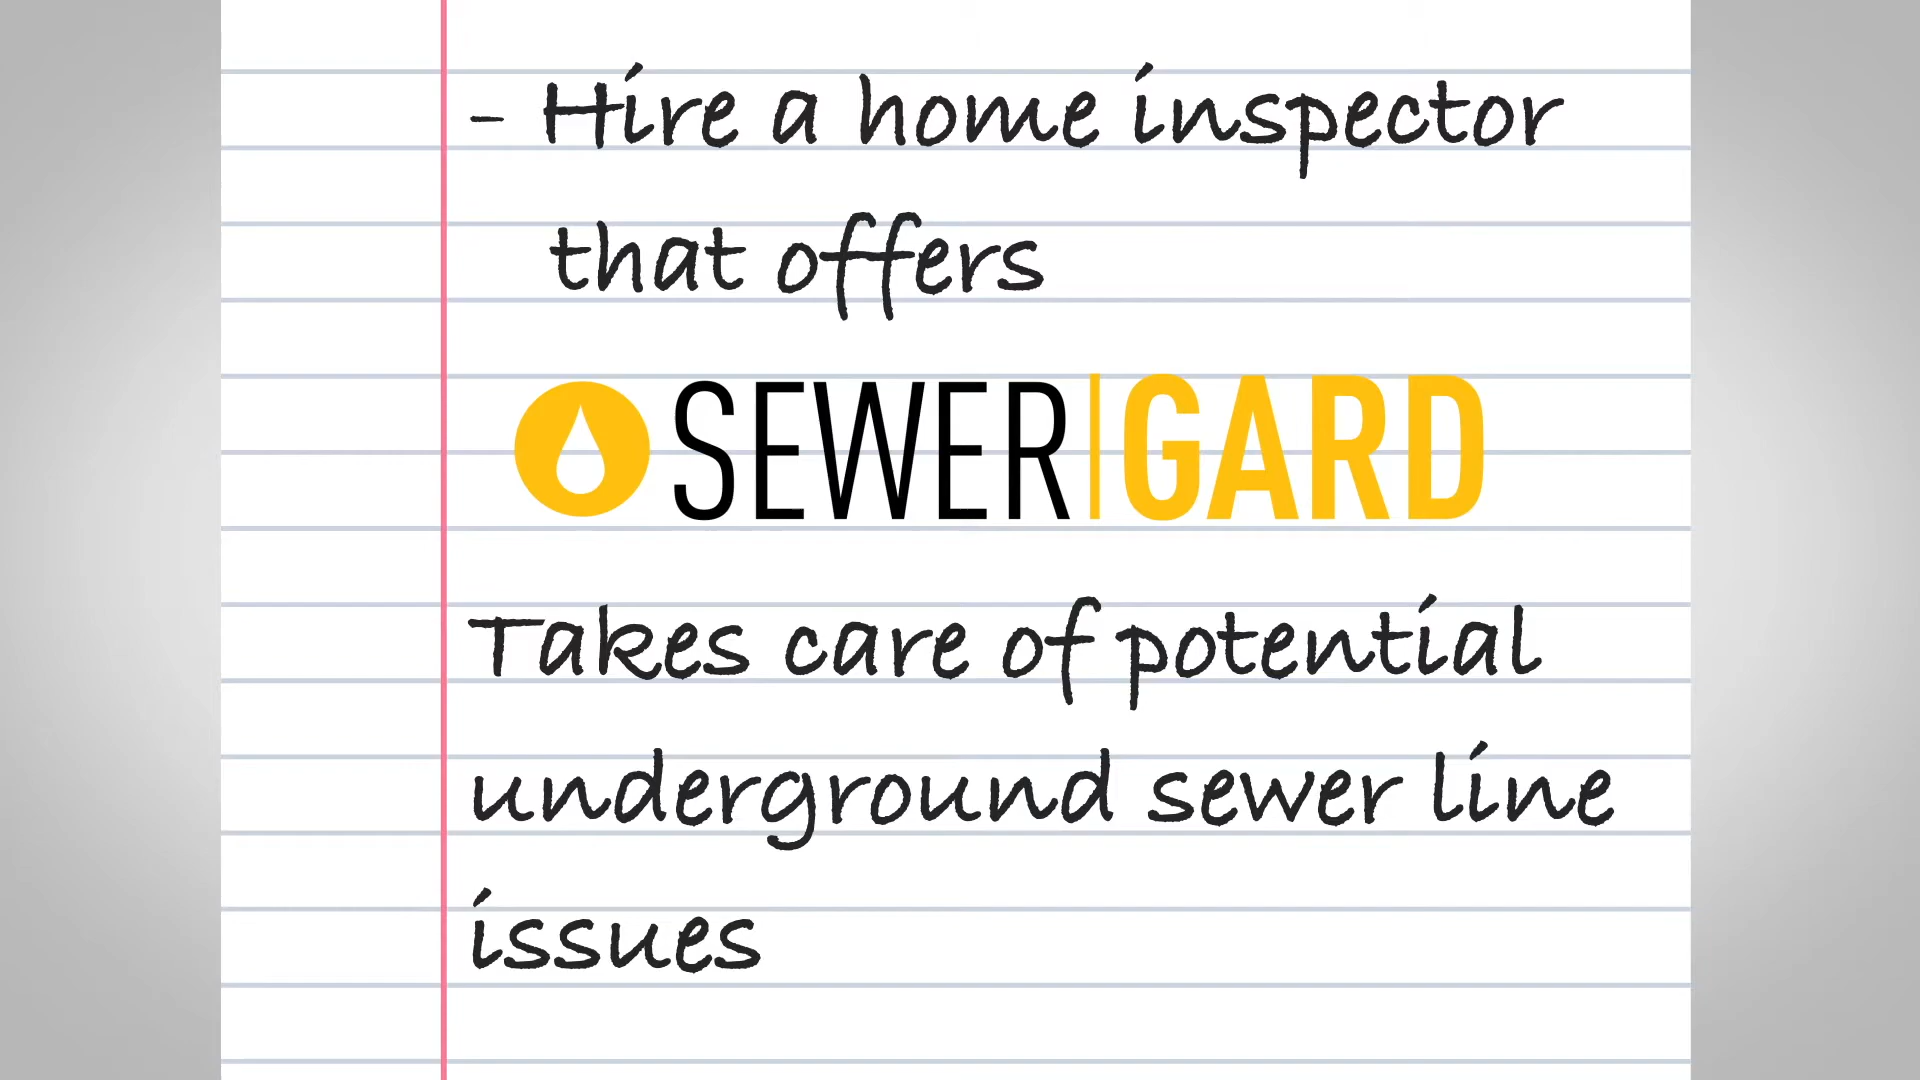 - Hire a home inspector
that offers
SEWER|GARD
Takes care of potential
underground sewer line
issues